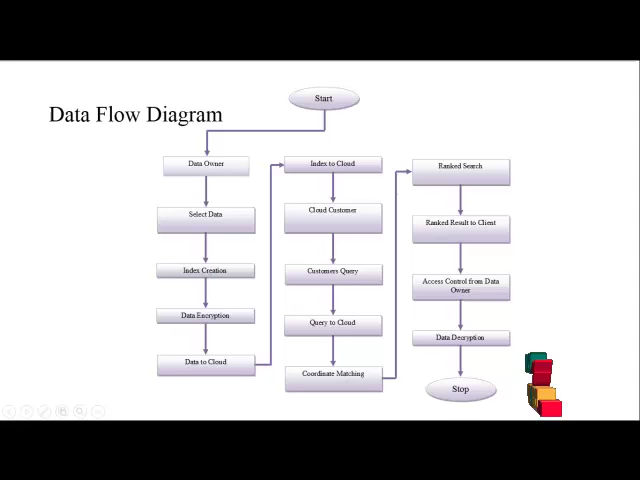 Start
Data Flow Diagram
Data Owner
Select Data
Index Creation
Data Encryption
Data to Cloud
Index to Cloud
Cloud Customer
Customers Query
Query to Cloud
Coordinate Matching
Ranked Search
Ranked Result to Client
Access Control from Data
Owner
Data Decryption
Stop